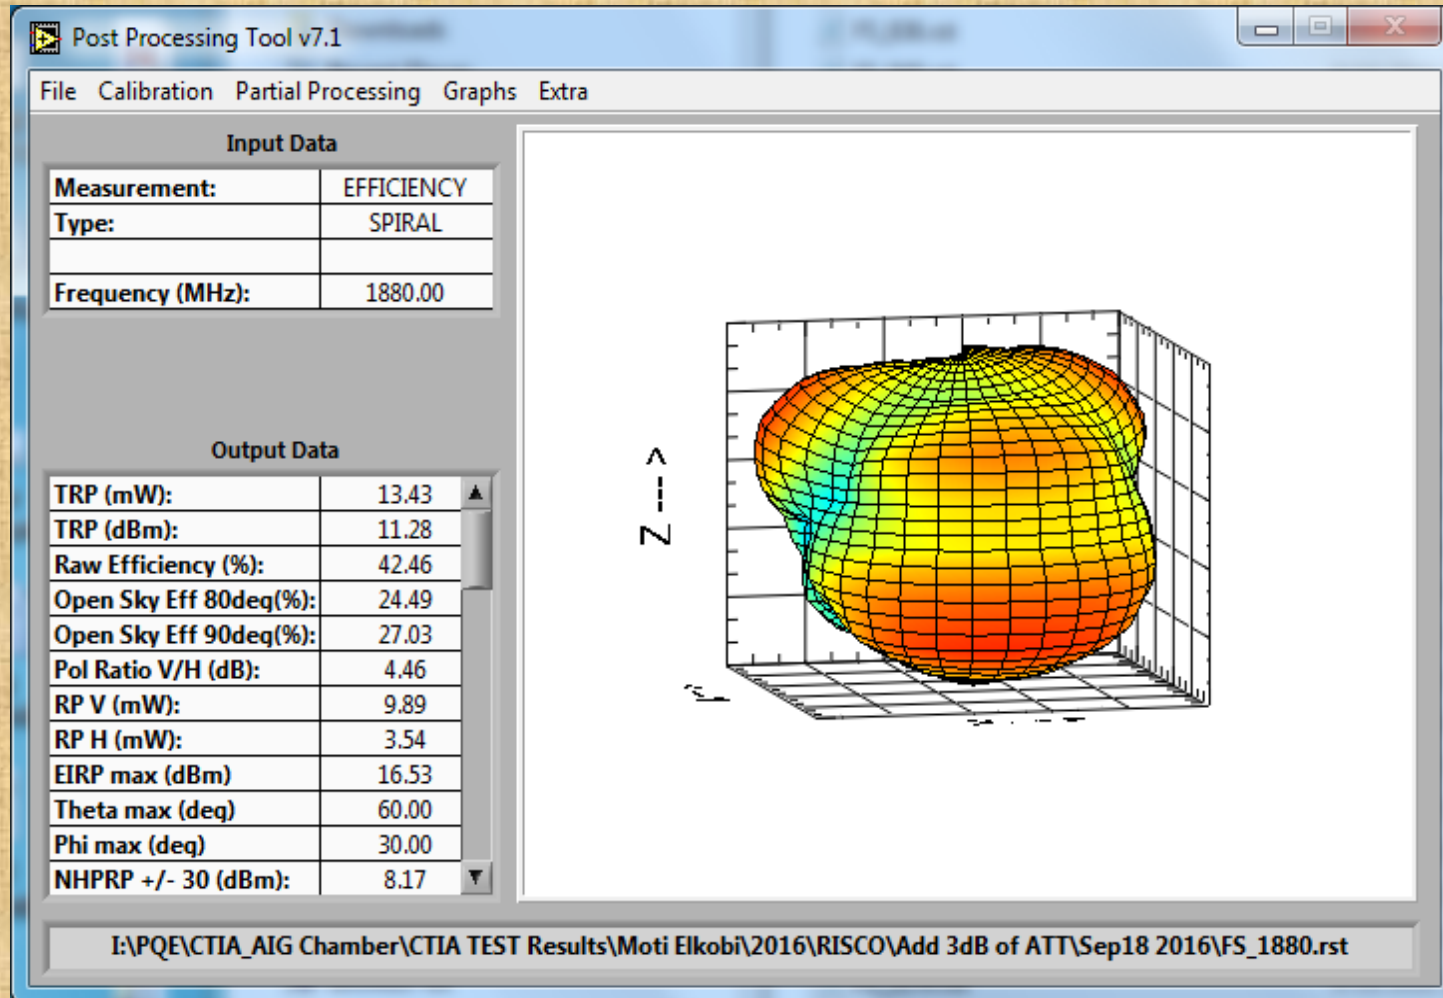 Post Processing Tool v7.1
File Calibration Partial Processing Graphs Extra
Input Data
Measurement: EFFICIENCY
Type: SPIRAL
Frequency (MHz): 1880.00
Output Data
TRP (mW): 13.43
TRP (dBm): 11.28
Raw Efficiency (%): 42.46
Open Sky Eff 80deg(%): 24.49
Open Sky Eff 90deg(%): 27.03
Pol Ratio V/H (dB): 4.46
RP V (mW): 9.89
RP H (mW): 3.54
EIRP max (dBm) 16.53
Theta max (deg) 60.00
Phi max (deg) 30.00
NHPRP +/- 30 (dBm): 8.17
Z --->
I:\PQE\CTIA_AIG Chamber\CTIA TEST Results\Moti Elkobi\2016\RISCO\Add 3dB of ATT\Sep18 2016\FS_1880.rst